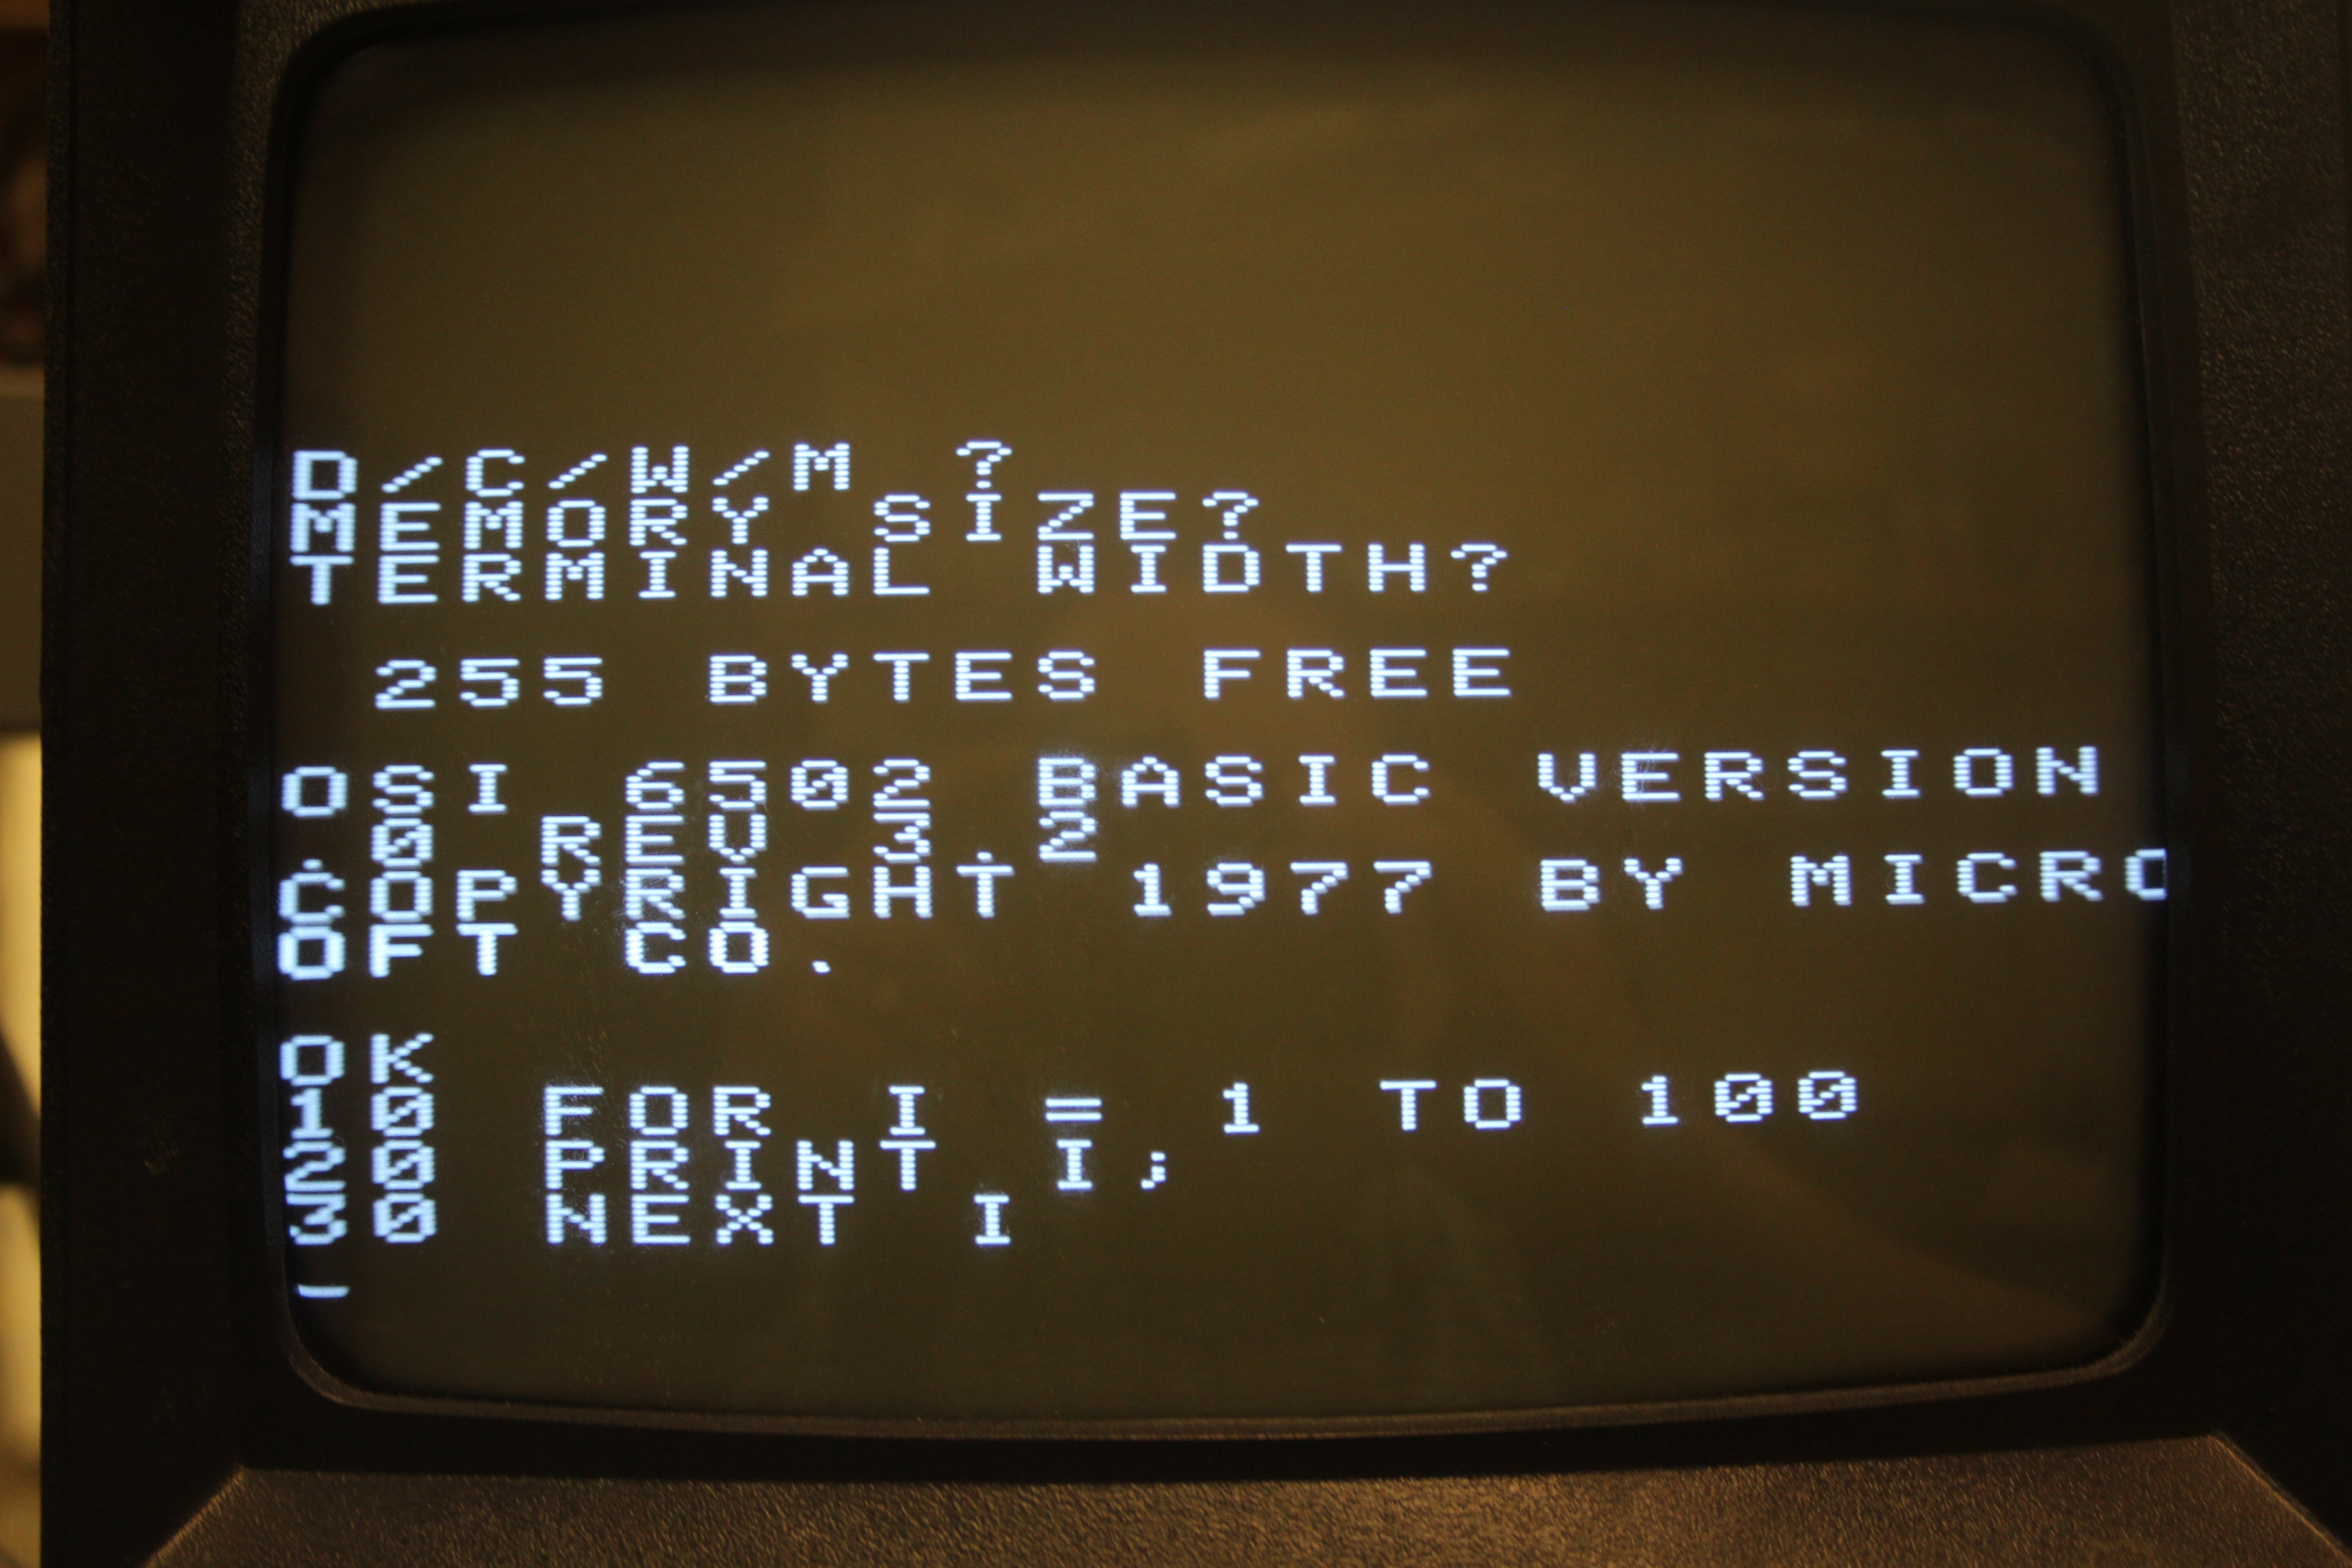 D/C/W/M ?
MEMORY SIZE?
TERMINAL WIDTH?
255 BYTES FREE
OSI 6502 BASIC VERSION
.0 REV 3.2
COPYRIGHT 1977 BY MICRO
OFT CO.
OK
10 FOR I = 1 TO 100
20 PRINT I;
30 NEXT I
_